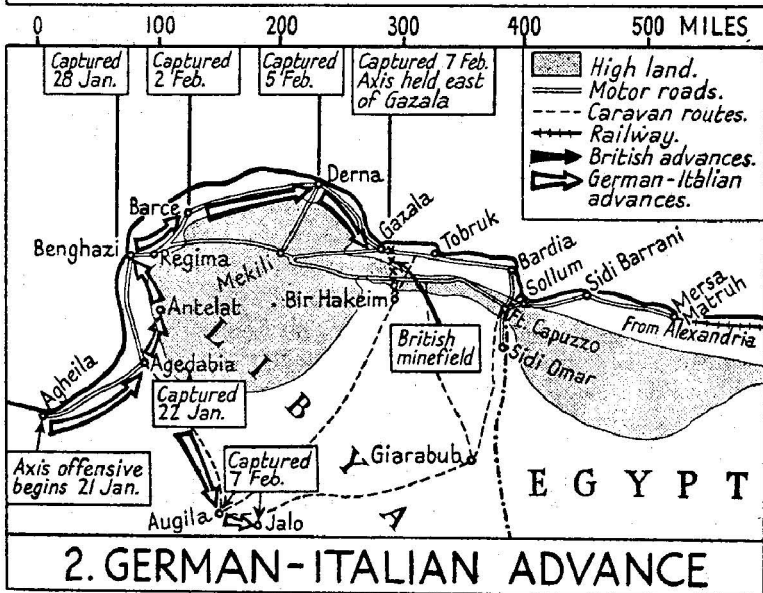 0 100 200 300 400 500 MILES
Captured
28 Jan.
Captured
2 Feb.
Captured
5 Feb.
Captured 7 Feb.
Axis held east
of Gazala
High land.
Motor roads.
Caravan routes.
Railway.
British advances.
German-Italian
advances.
Derna
Barce
Gazala
Tobruk
Benghazi
Regima
Mekili
Bardia
Sollum
Sidi Barrani
Mersa
Matruh
From Alexandria
Antelat
Bir Hakeim
Ft. Capuzzo
Sidi Omar
British
minefield
Agheila
Agedabia
Captured
22 Jan.
LIBYA
Axis offensive
begins 21 Jan.
Captured
7 Feb.
Giarabub
EGYPT
Augila
Jalo
2. GERMAN-ITALIAN ADVANCE